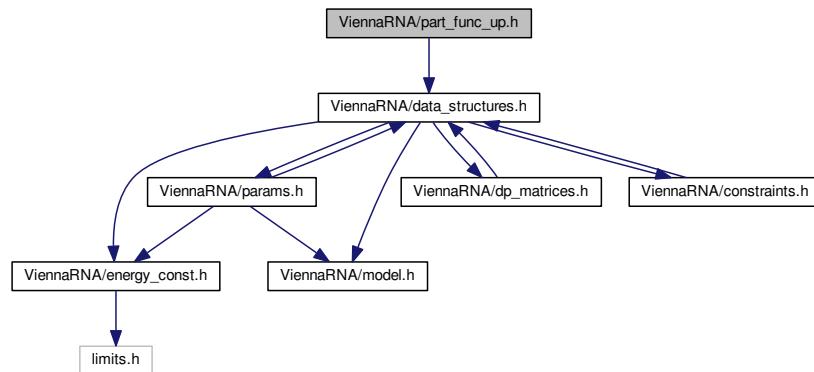 ViennaRNA/part_func_up.h
ViennaRNA/data_structures.h
ViennaRNA/params.h
ViennaRNA/dp_matrices.h
ViennaRNA/constraints.h
ViennaRNA/energy_const.h
ViennaRNA/model.h
limits.h